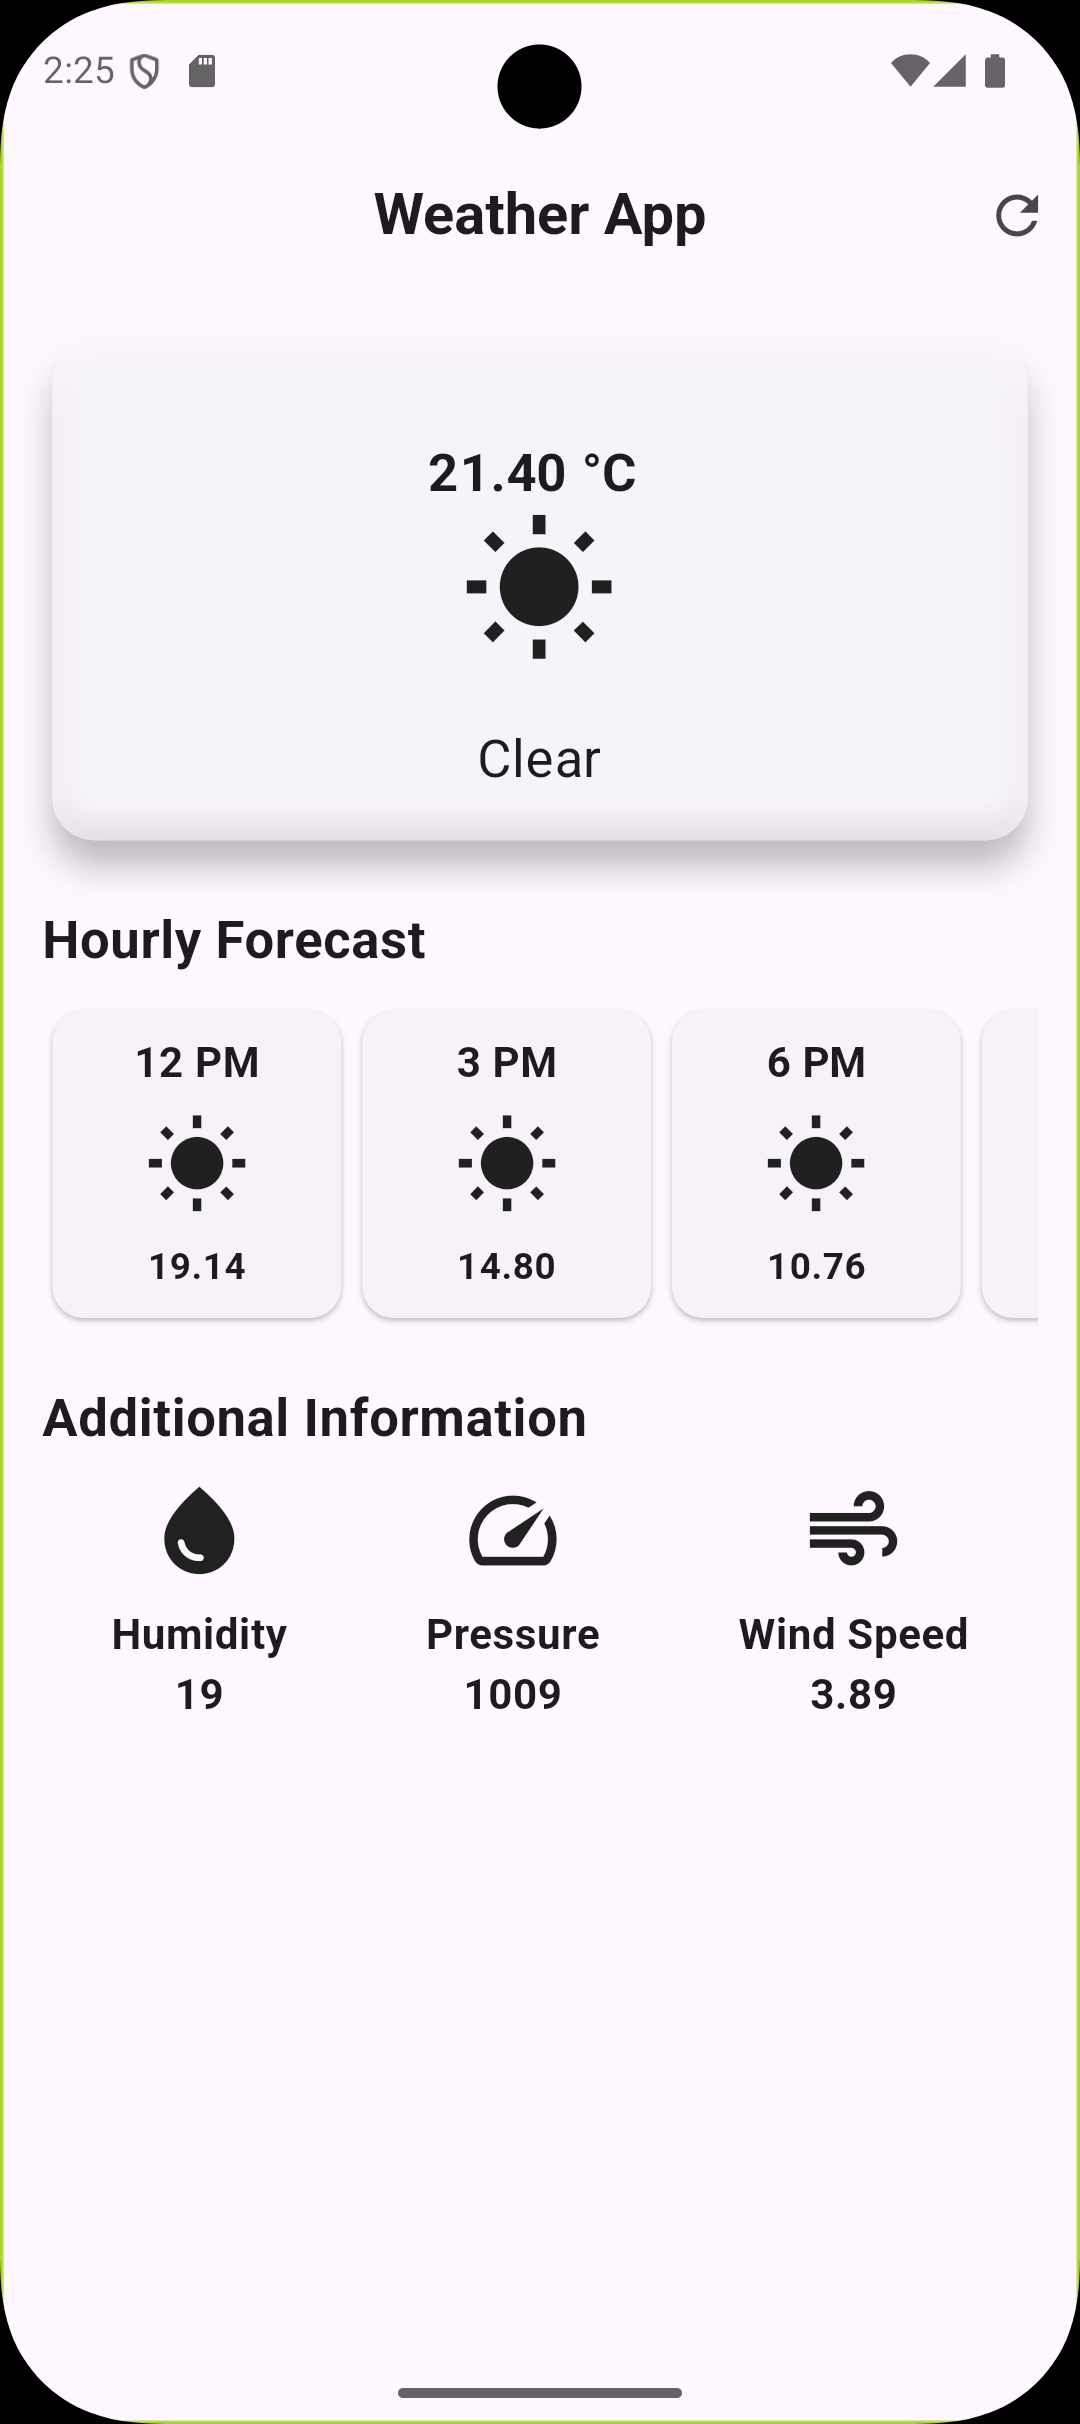 2:25
Weather App
21.40 °C
Clear
Hourly Forecast
12 PM 3 PM 6 PM
19.14 14.80 10.76
Additional Information
Humidity Pressure Wind Speed
19 1009 3.89